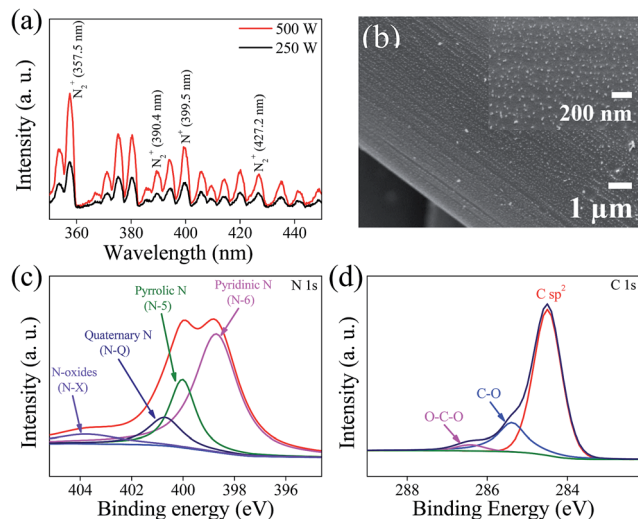 (a)
500 W
250 W
N₂⁺ (357.5 nm)
N₂⁺ (390.4 nm)
N⁺ (399.5 nm)
N₂⁺ (427.2 nm)
Intensity (a. u.)
360 380 400 420 440
Wavelength (nm)
(b)
200 nm
1 µm
(c)
N 1s
Pyrrolic N
(N-5)
Pyridinic N
(N-6)
Quaternary N
(N-Q)
N-oxides
(N-X)
Intensity (a. u.)
404 402 400 398 396
Binding energy (eV)
(d)
C 1s
C sp²
C-O
O-C-O
Intensity (a. u.)
288 286 284
Binding Energy (eV)